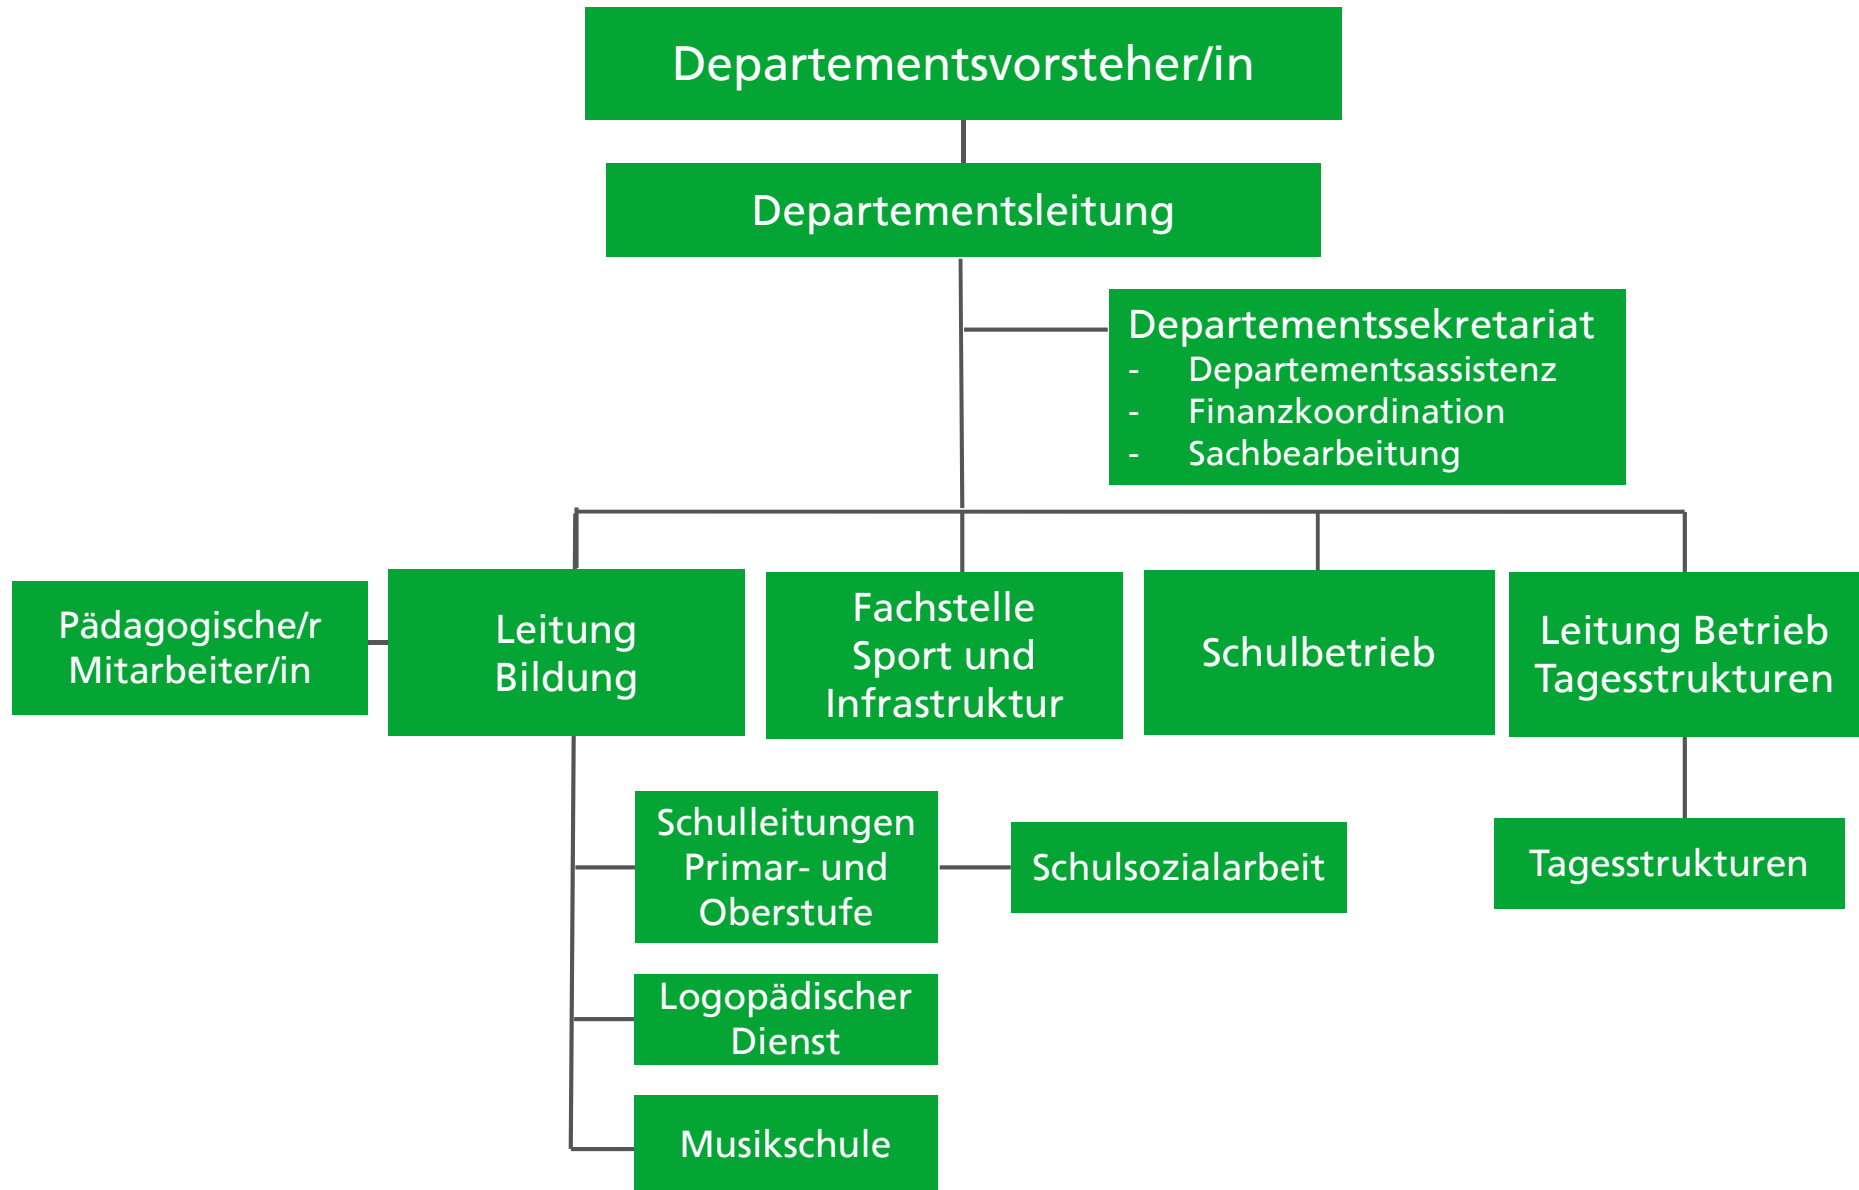 Departementsvorsteher/in
Departementsleitung
Departementssekretariat
- Departementsassistenz
- Finanzkoordination
- Sachbearbeitung
Pädagogische/r
Mitarbeiter/in
Leitung
Bildung
Fachstelle
Sport und
Infrastruktur
Schulbetrieb
Leitung Betrieb
Tagesstrukturen
Schulleitungen
Primar- und
Oberstufe
Schulsozialarbeit
Tagesstrukturen
Logopädischer
Dienst
Musikschule